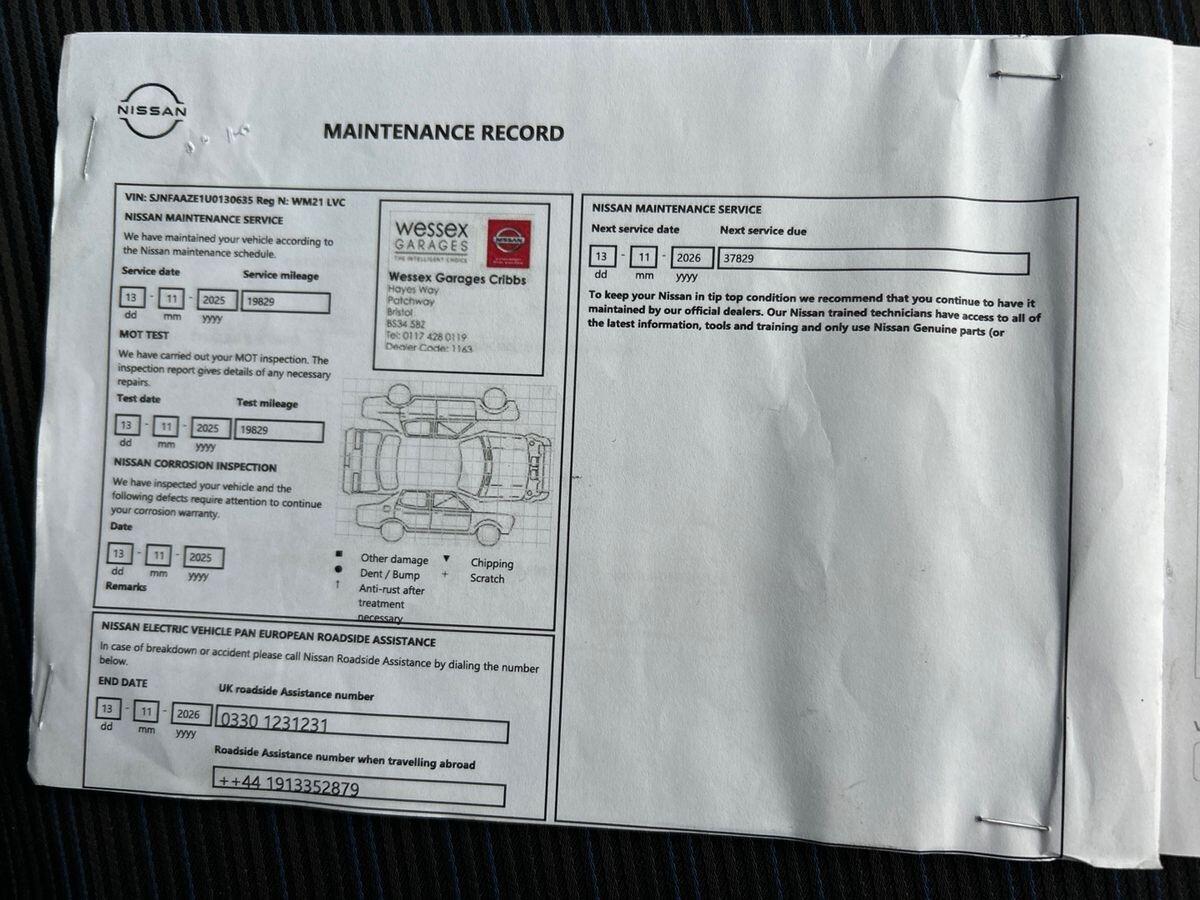 NISSAN
MAINTENANCE RECORD
VIN: SJNFAAZE1U0130635 Reg N: WM21 LVC
NISSAN MAINTENANCE SERVICE
We have maintained your vehicle according to
the Nissan maintenance schedule.
Service date Service mileage
13 - 11 - 2025 19829
dd mm yyyy
MOT TEST
We have carried out your MOT inspection. The
inspection report gives details of any necessary
repairs.
Test date Test mileage
13 - 11 - 2025 19829
dd mm yyyy
NISSAN CORROSION INSPECTION
We have inspected your vehicle and the
following defects require attention to continue
your corrosion warranty.
Date
13 - 11 - 2025
dd mm yyyy
Remarks
wessex
GARAGES
THE INTELLIGENT CHOICE
NISSAN
Wessex Garages Cribbs
Hayes Way
Patchway
Bristol
BS34 5BZ
Tel: 0117 428 0119
Dealer Code: 1163
■ Other damage ▼ Chipping
● Dent / Bump + Scratch
↑ Anti-rust after
treatment
necessary
NISSAN ELECTRIC VEHICLE PAN EUROPEAN ROADSIDE ASSISTANCE
In case of breakdown or accident please call Nissan Roadside Assistance by dialing the number
below.
END DATE UK roadside Assistance number
13 - 11 - 2026 0330 1231231
dd mm yyyy
Roadside Assistance number when travelling abroad
++44 1913352879
NISSAN MAINTENANCE SERVICE
Next service date Next service due
13 - 11 - 2026 37829
dd mm yyyy
To keep your Nissan in tip top condition we recommend that you continue to have it
maintained by our official dealers. Our Nissan trained technicians have access to all of
the latest information, tools and training and only use Nissan Genuine parts (or